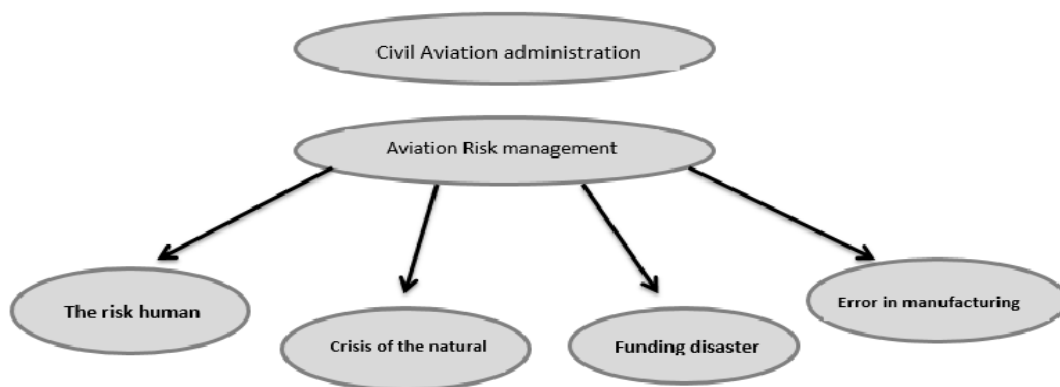 Civil Aviation administration
Aviation Risk management
The risk human
Crisis of the natural
Funding disaster
Error in manufacturing